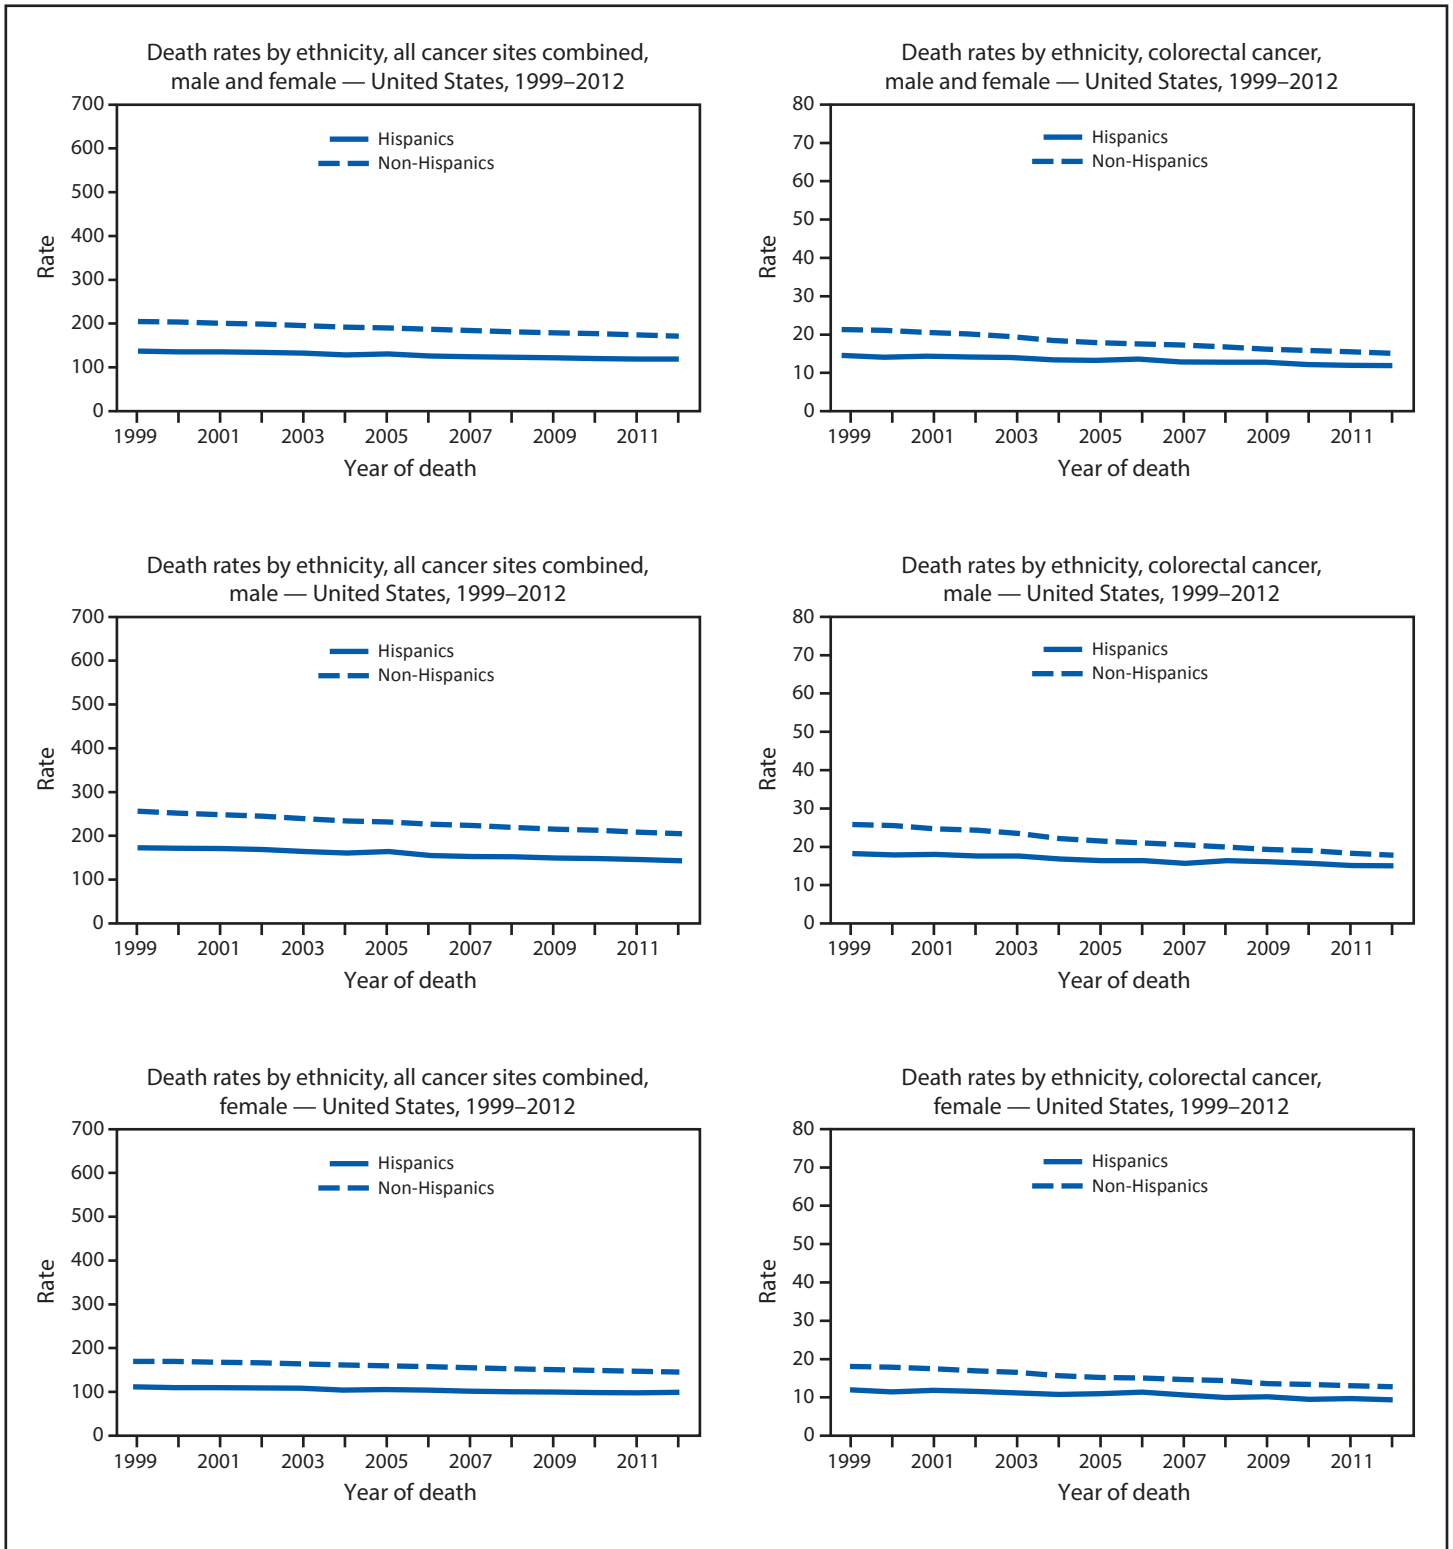 Death rates by ethnicity, all cancer sites combined,
male and female — United States, 1999–2012
700
600
500
400
300
200
100
0
Rate
Hispanics
Non-Hispanics
1999 2001 2003 2005 2007 2009 2011
Year of death
Death rates by ethnicity, colorectal cancer,
male and female — United States, 1999–2012
80
70
60
50
40
30
20
10
0
Rate
Hispanics
Non-Hispanics
1999 2001 2003 2005 2007 2009 2011
Year of death
Death rates by ethnicity, all cancer sites combined,
male — United States, 1999–2012
700
600
500
400
300
200
100
0
Rate
Hispanics
Non-Hispanics
1999 2001 2003 2005 2007 2009 2011
Year of death
Death rates by ethnicity, colorectal cancer,
male — United States, 1999–2012
80
70
60
50
40
30
20
10
0
Rate
Hispanics
Non-Hispanics
1999 2001 2003 2005 2007 2009 2011
Year of death
Death rates by ethnicity, all cancer sites combined,
female — United States, 1999–2012
700
600
500
400
300
200
100
0
Rate
Hispanics
Non-Hispanics
1999 2001 2003 2005 2007 2009 2011
Year of death
Death rates by ethnicity, colorectal cancer,
female — United States, 1999–2012
80
70
60
50
40
30
20
10
0
Rate
Hispanics
Non-Hispanics
1999 2001 2003 2005 2007 2009 2011
Year of death